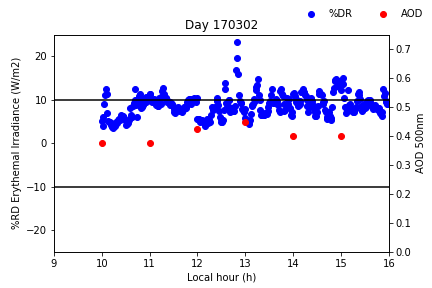 %DR AOD
Day 170302
20
10
0
−10
−20
%RD Erythemal Irradiance (W/m2)
0.7
0.6
0.5
0.4
0.3
0.2
0.1
0.0
AOD 500nm
9 10 11 12 13 14 15 16
Local hour (h)